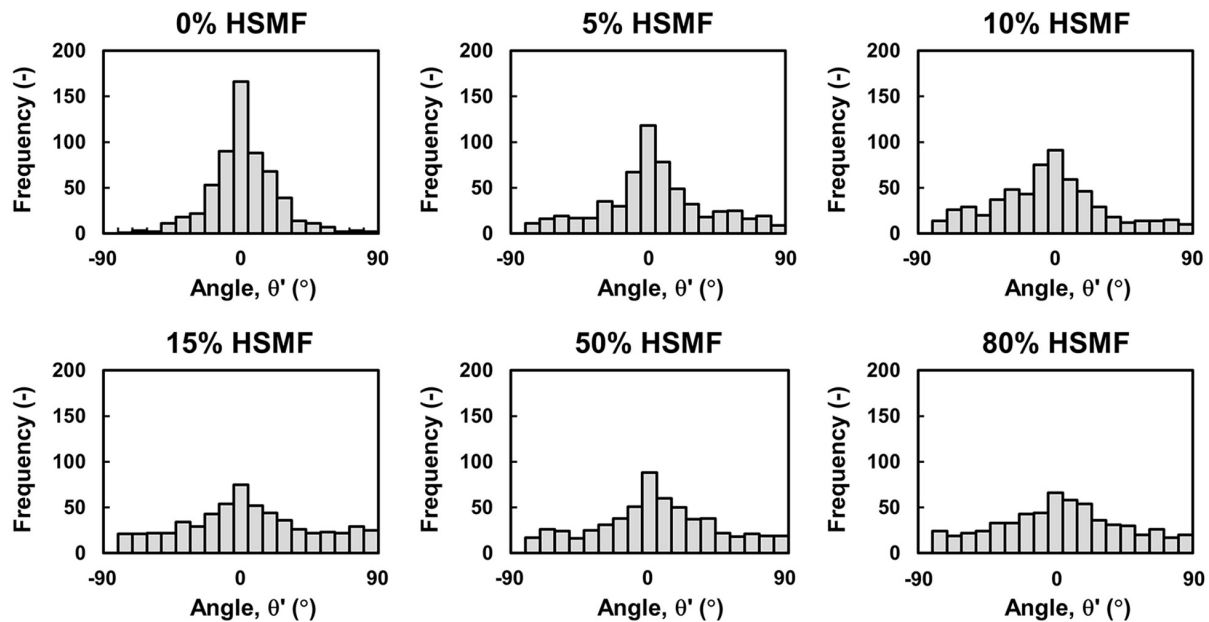 0% HSMF
5% HSMF
10% HSMF
200
150
100
50
0
Frequency (-)
-90 0 90
Angle, θ' (°)
200
150
100
50
0
Frequency (-)
-90 0 90
Angle, θ' (°)
200
150
100
50
0
Frequency (-)
-90 0 90
Angle, θ' (°)
15% HSMF
50% HSMF
80% HSMF
200
150
100
50
0
Frequency (-)
-90 0 90
Angle, θ' (°)
200
150
100
50
0
Frequency (-)
-90 0 90
Angle, θ' (°)
200
150
100
50
0
Frequency (-)
-90 0 90
Angle, θ' (°)